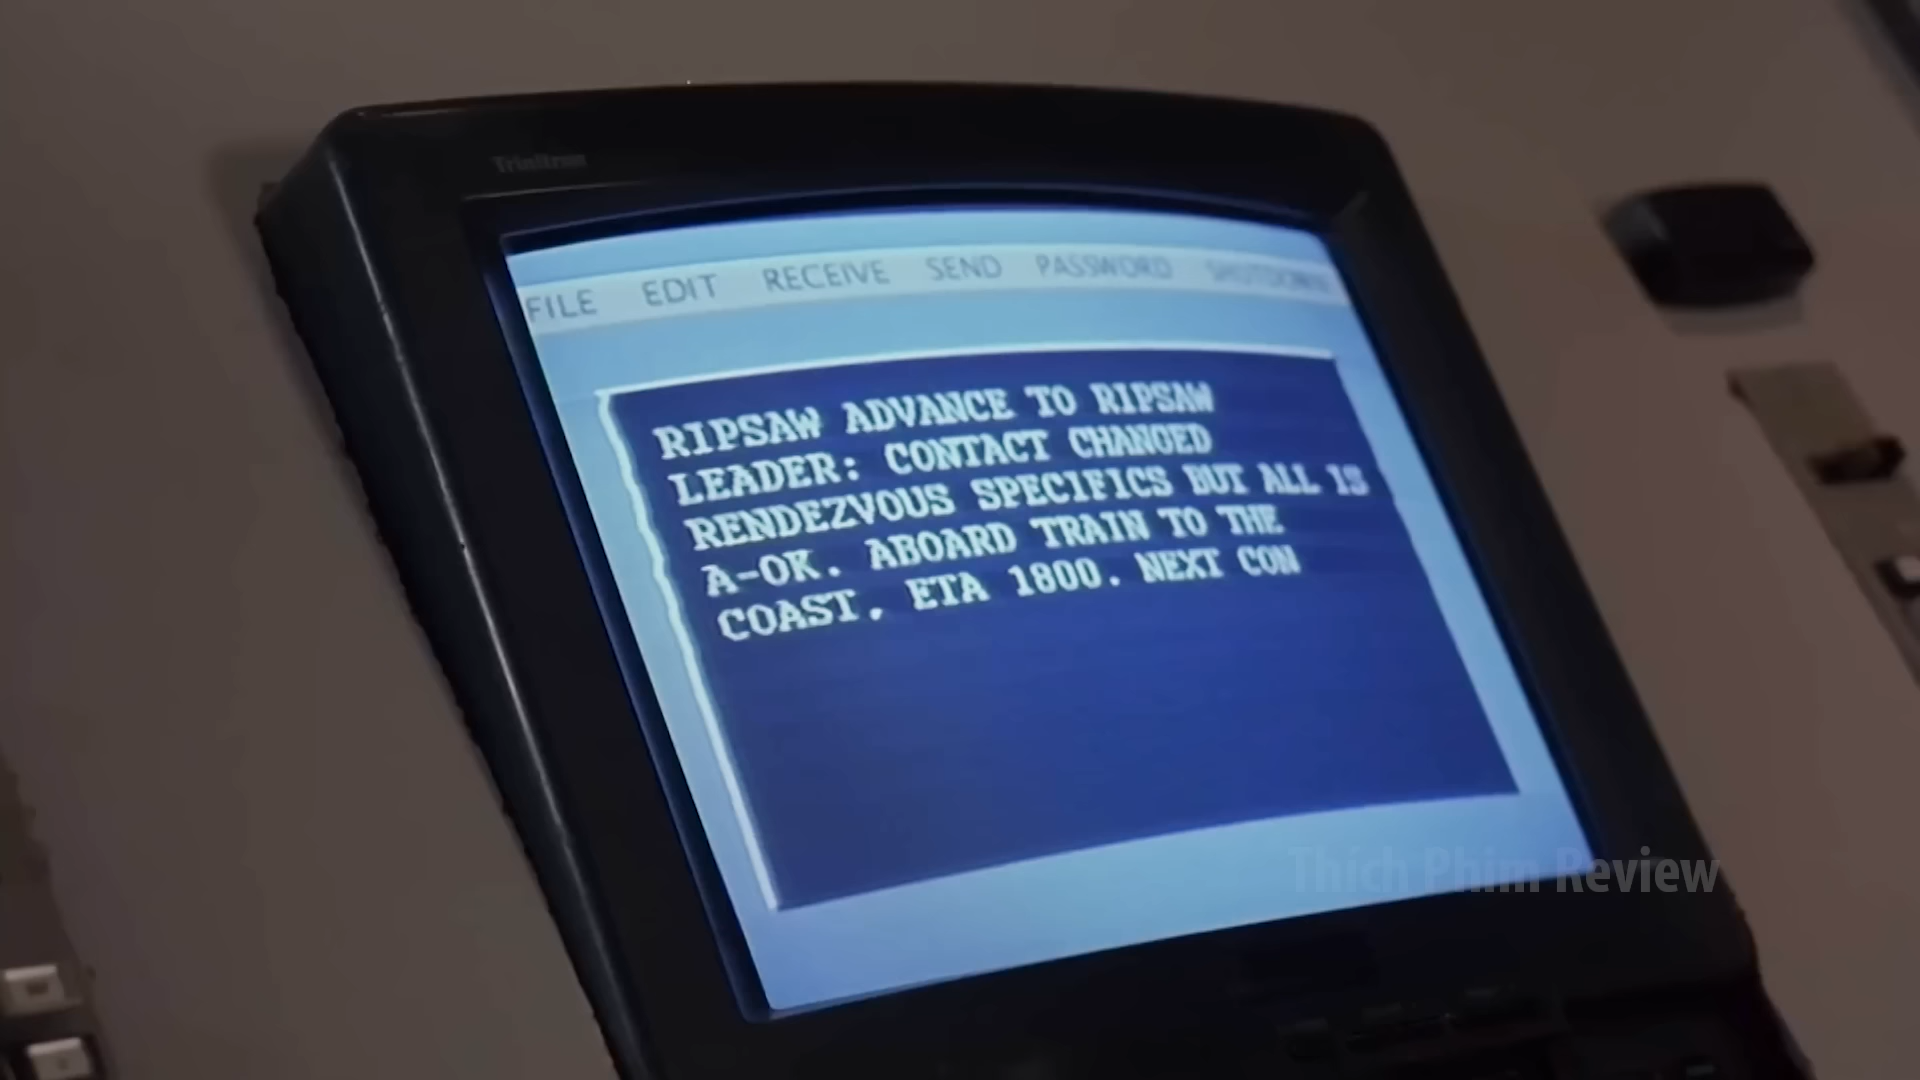 Trinitron
FILE EDIT RECEIVE SEND PASSWORD SHUTDOWN
RIPSAW ADVANCE TO RIPSAW
LEADER: CONTACT CHANGED
RENDEZVOUS SPECIFICS BUT ALL IS
A-OK. ABOARD TRAIN TO THE
COAST, ETA 1800. NEXT CON
Thích Phim Review